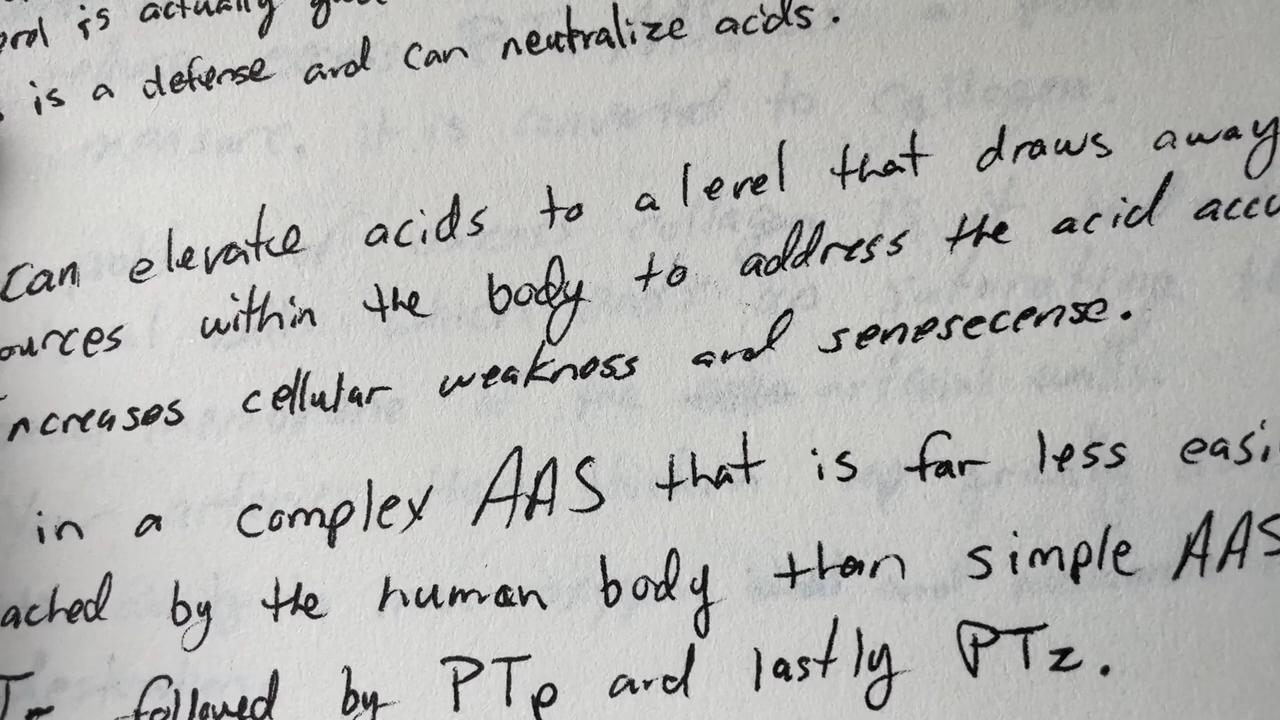 is actually
is a defense and can neutralize acids.
can elevate acids to a level that draws away
ources within the body to address the acid accu
ncreases cellular weakness and senesecense.
in a complex AAS that is far less easi
ached by the human body than simple AAS
followed by PTp and lastly PTz.